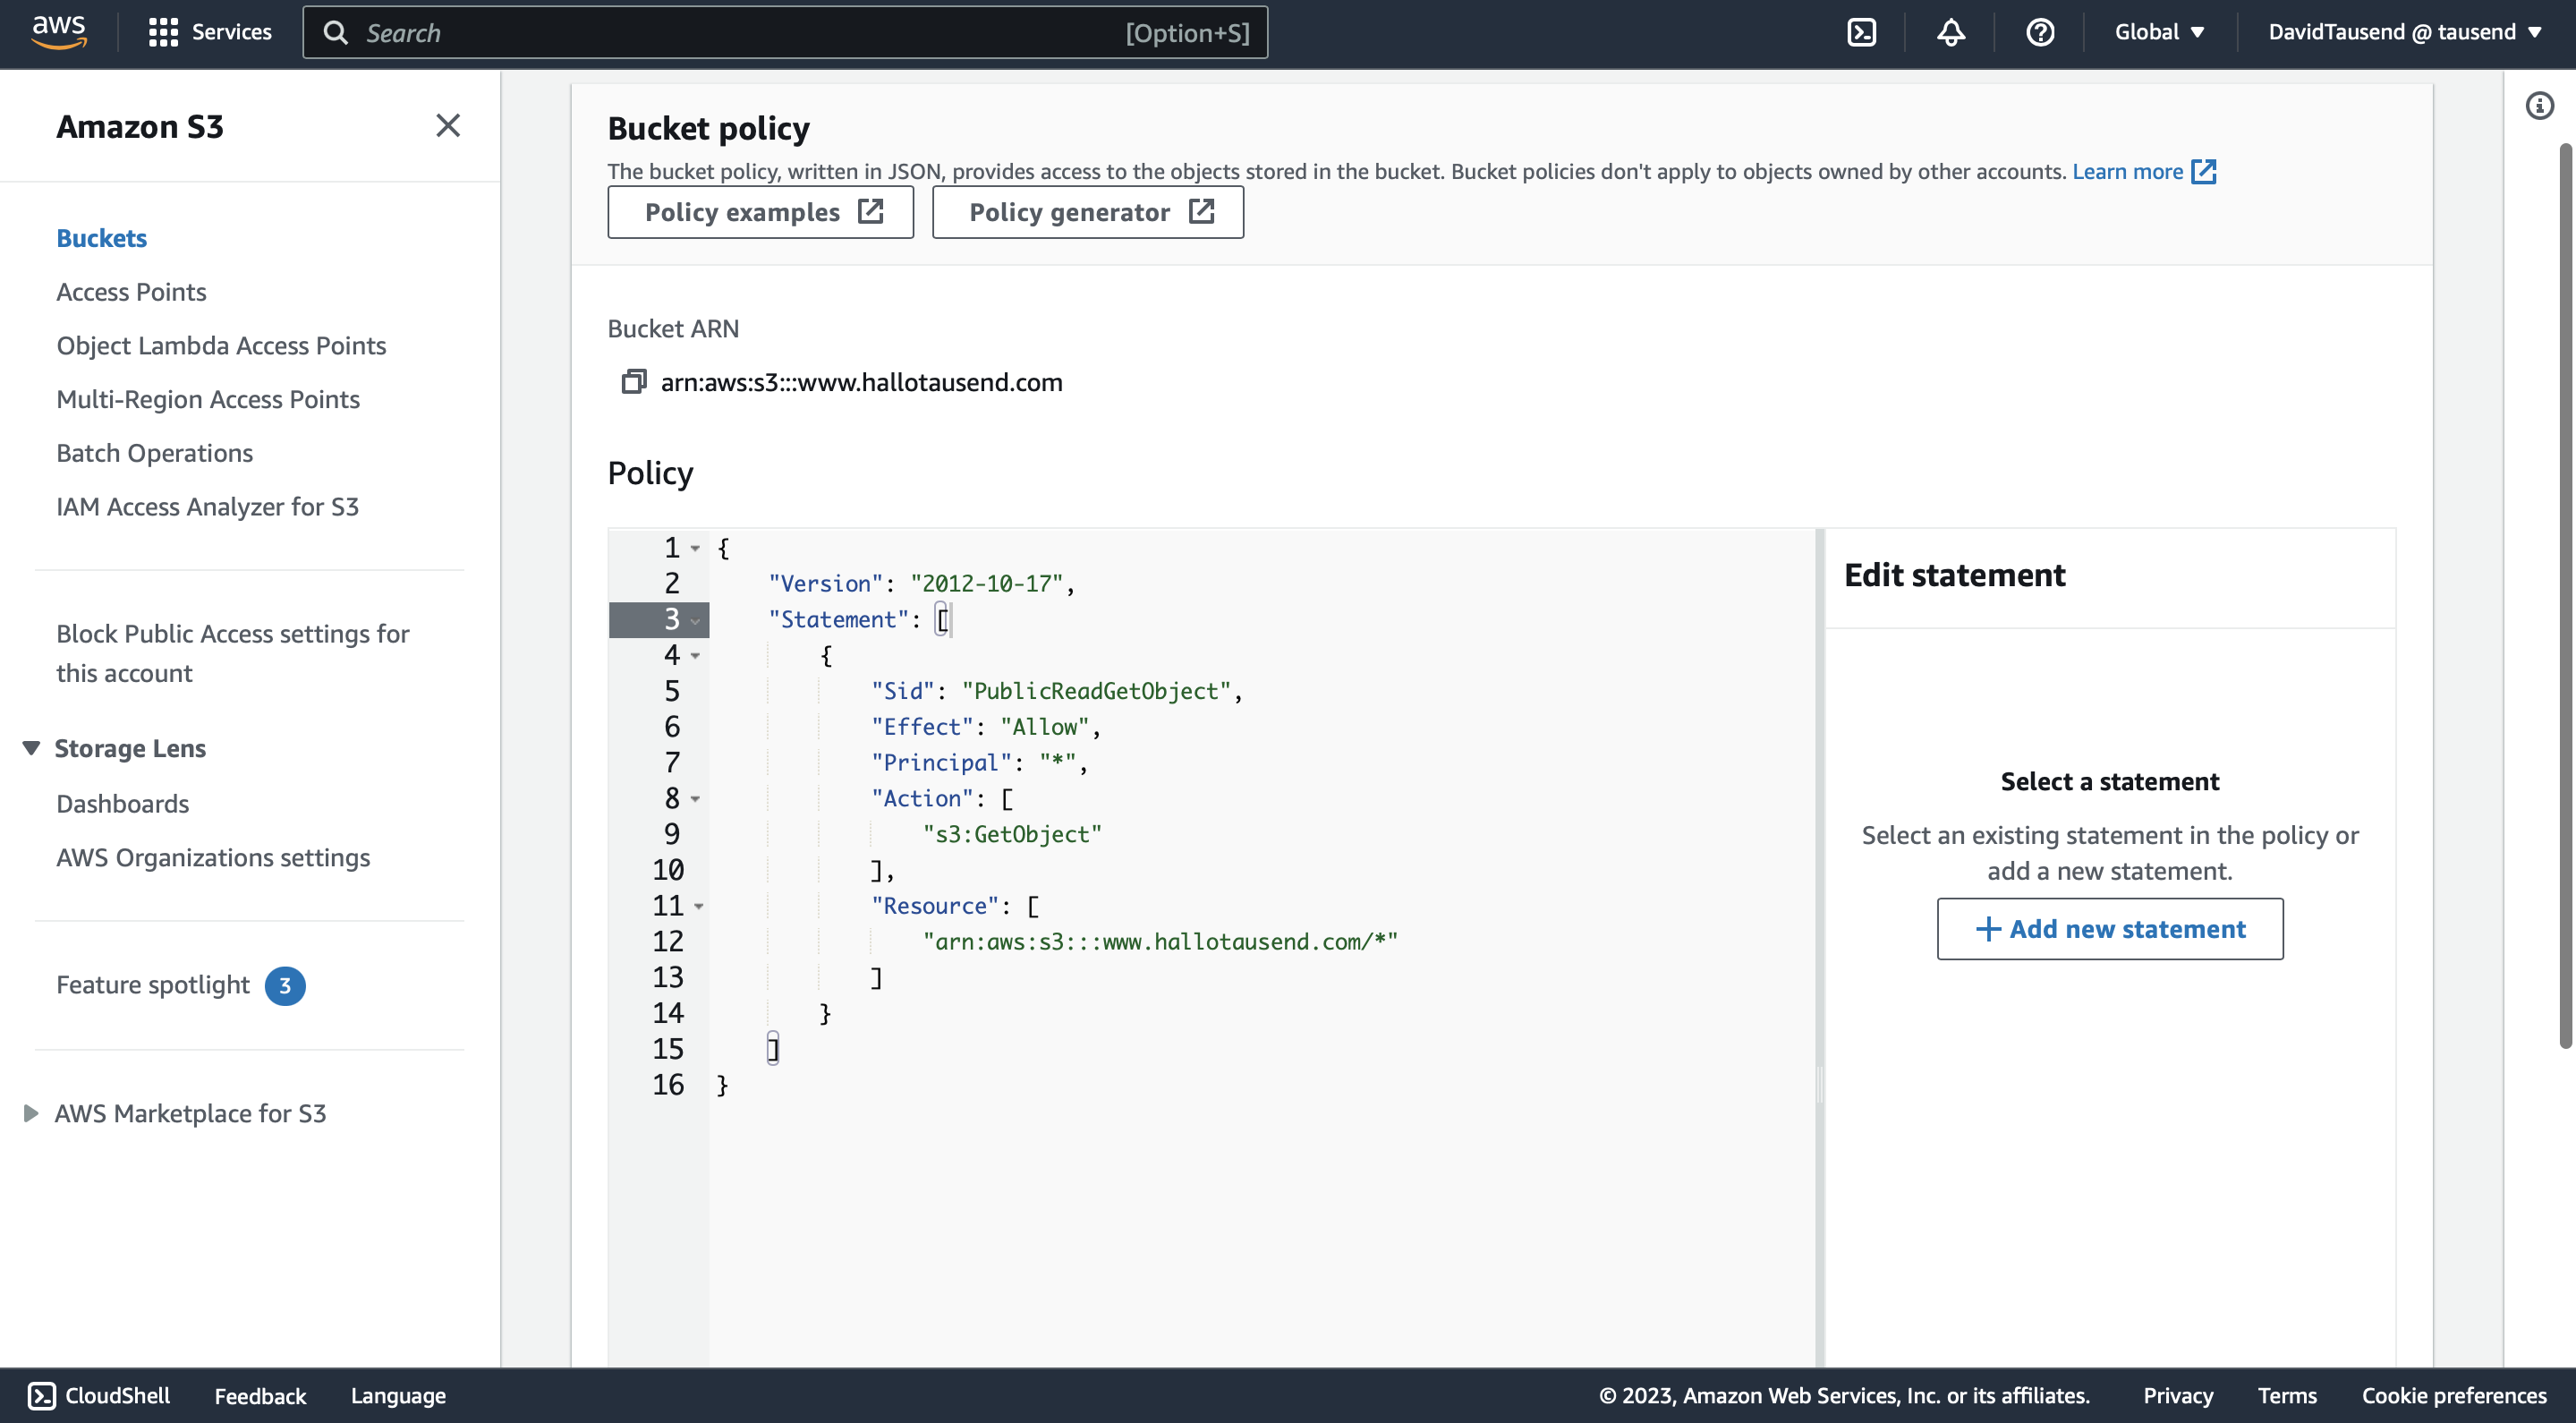 aws
Services
Search
[Option+S]
Global
DavidTausend @ tausend
Amazon S3
Buckets
Access Points
Object Lambda Access Points
Multi-Region Access Points
Batch Operations
IAM Access Analyzer for S3
Block Public Access settings for
this account
Storage Lens
Dashboards
AWS Organizations settings
Feature spotlight 3
AWS Marketplace for S3
Bucket policy
The bucket policy, written in JSON, provides access to the objects stored in the bucket. Bucket policies don't apply to objects owned by other accounts. Learn more
Policy examples
Policy generator
Bucket ARN
arn:aws:s3:::www.hallotausend.com
Policy
1 {
2 "Version": "2012-10-17",
3 "Statement": [
4 {
5 "Sid": "PublicReadGetObject",
6 "Effect": "Allow",
7 "Principal": "*",
8 "Action": [
9 "s3:GetObject"
10 ],
11 "Resource": [
12 "arn:aws:s3:::www.hallotausend.com/*"
13 ]
14 }
15 ]
16 }
Edit statement
Select a statement
Select an existing statement in the policy or
add a new statement.
+ Add new statement
CloudShell
Feedback
Language
© 2023, Amazon Web Services, Inc. or its affiliates.
Privacy
Terms
Cookie preferences